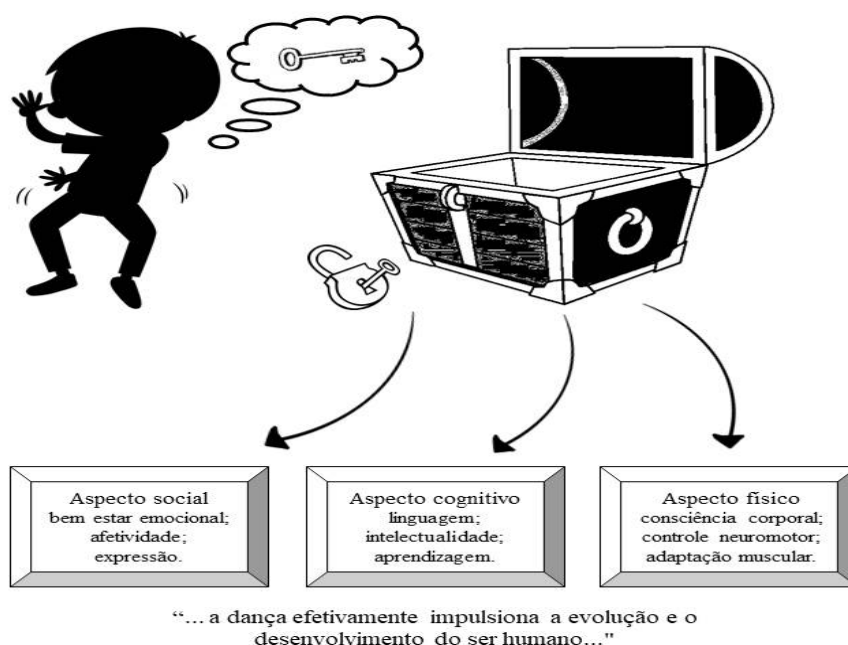 Aspecto social
bem estar emocional;
afetividade;
expressão.
Aspecto cognitivo
linguagem;
intelectualidade;
aprendizagem.
Aspecto físico
consciência corporal;
controle neuromotor;
adaptação muscular.
“... a dança efetivamente impulsiona a evolução e o
desenvolvimento do ser humano..."